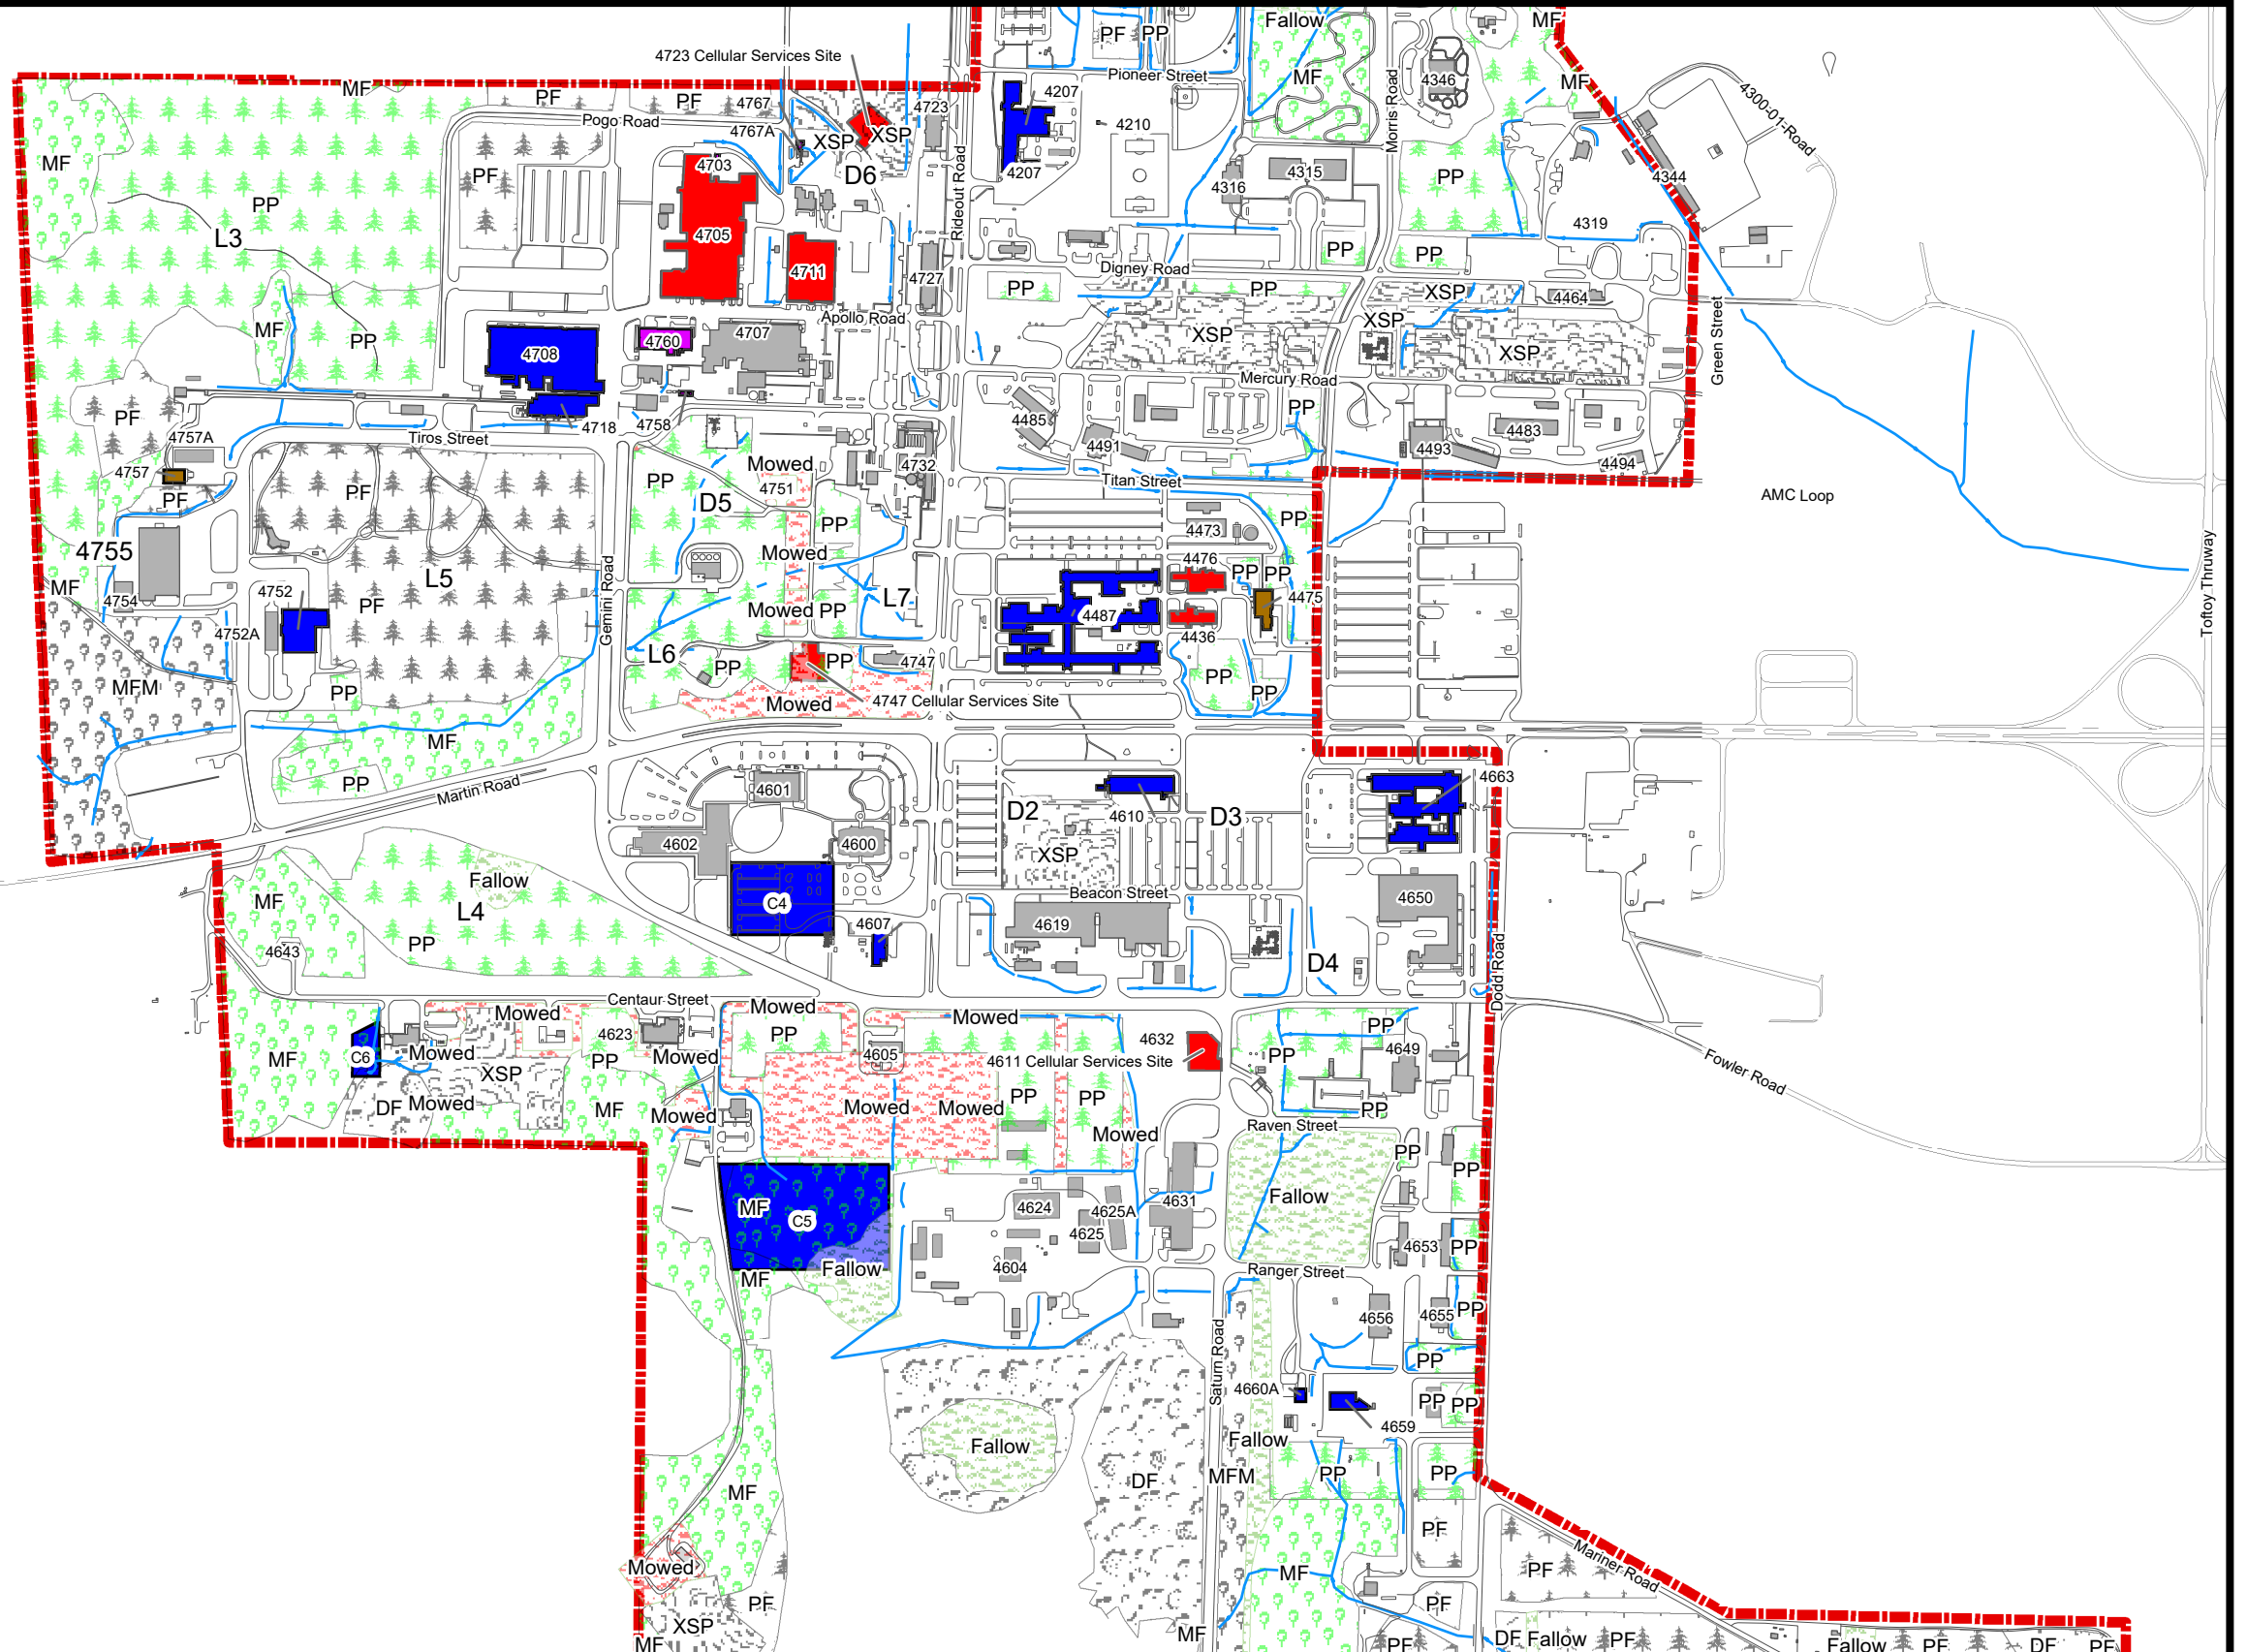 Fallow
MF
PF
PP
4723 Cellular Services Site
Pioneer Street
MF
4346
MF
MF
PF
PF
4767
4723
4207
4300-01-Road
Pogo Road
4767A
XSP
XSP
4210
Morris Road
MF
4703
D6
4207
4316
4315
PP
4344
PF
PP
L3
4705
Rideout Road
4319
4711
4727
Digney Road
PP
PP
PP
PP
XSP
4464
Green Street
MF
PP
4708
4760
4707
Apollo Road
XSP
XSP
XSP
Mercury Road
PF
4757A
4718
4758
Tiros Street
4485
4491
PP
4493
4483
4494
4757
PF
PF
PP
Mowed
4751
D5
4732
Titan Street
AMC Loop
4755
PP
4473
PP
Mowed
MF
L5
4476
PP
PP
4754
4752
PF
Gemini Road
Mowed
PP
L7
4487
4475
Toftoy Thruway
4752A
4436
L6
PP
PP
4747
PP
PP
MFM
PP
4747 Cellular Services Site
Mowed
MF
PP
Martin Road
4601
4663
D2
4610
D3
4602
4600
XSP
Fallow
Beacon Street
MF
L4
C4
4607
4619
4650
PP
4643
D4
Dodd Road
Centaur Street
Mowed
Mowed
PP
Mowed
4623
4632
PP
C6
MF
Mowed
PP
Mowed
4605
4611 Cellular Services Site
PP
4649
Fowler Road
XSP
DF
Mowed
MF
Mowed
Mowed
Mowed
PP
PP
PP
Mowed
Raven Street
PP
PP
MF
C5
4624
4625A
4631
Fallow
4625
4653
PP
MF
Fallow
4604
Ranger Street
4656
4655
PP
Saturn Road
PP
4660A
PP
PP
4659
Fallow
Fallow
MF
DF
MFM
PP
PP
PF
Mowed
MF
Mariner Road
PF
PF
XSP
PF
MF
MF
PF
DF
Fallow
PF
Fallow
PF
DF
PF